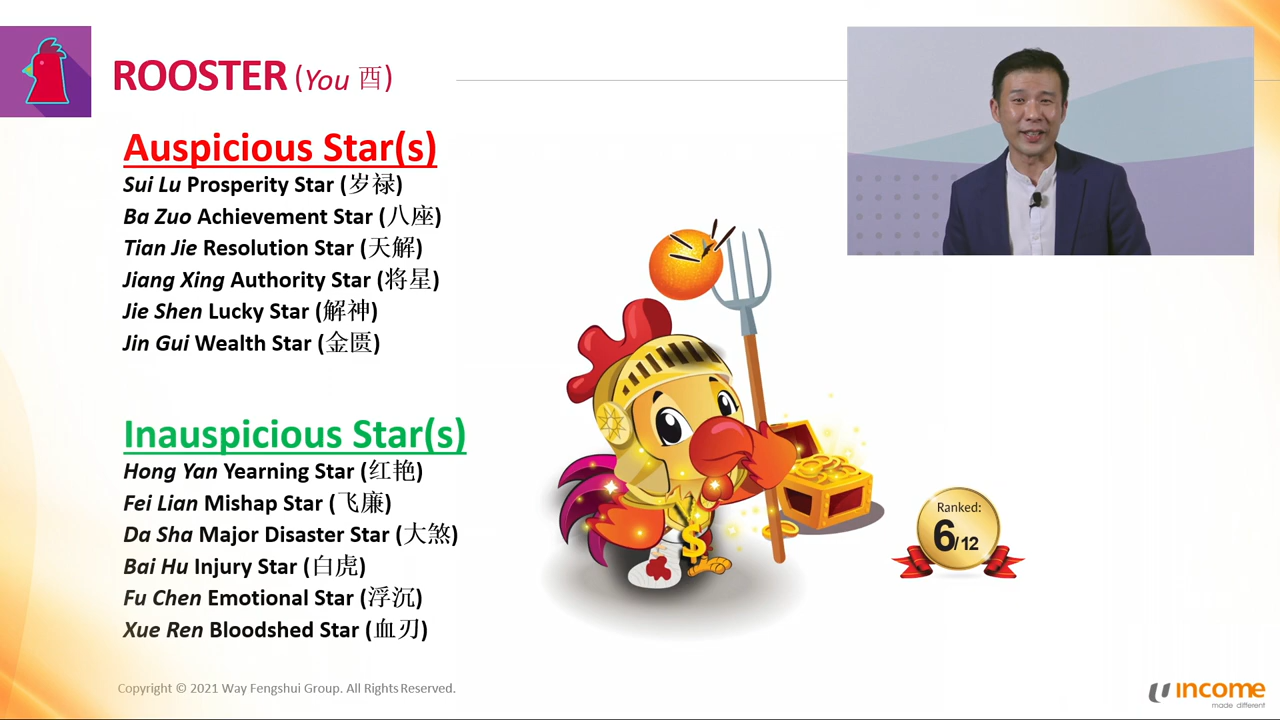 ROOSTER (You 酉)
Auspicious Star(s)
Sui Lu Prosperity Star (岁禄)
Ba Zuo Achievement Star (八座)
Tian Jie Resolution Star (天解)
Jiang Xing Authority Star (将星)
Jie Shen Lucky Star (解神)
Jin Gui Wealth Star (金匮)
Inauspicious Star(s)
Hong Yan Yearning Star (红艳)
Fei Lian Mishap Star (飞廉)
Da Sha Major Disaster Star (大煞)
Bai Hu Injury Star (白虎)
Fu Chen Emotional Star (浮沉)
Xue Ren Bloodshed Star (血刃)
$
Ranked:
6/12
Copyright © 2021 Way Fengshui Group. All Rights Reserved.
income
made different